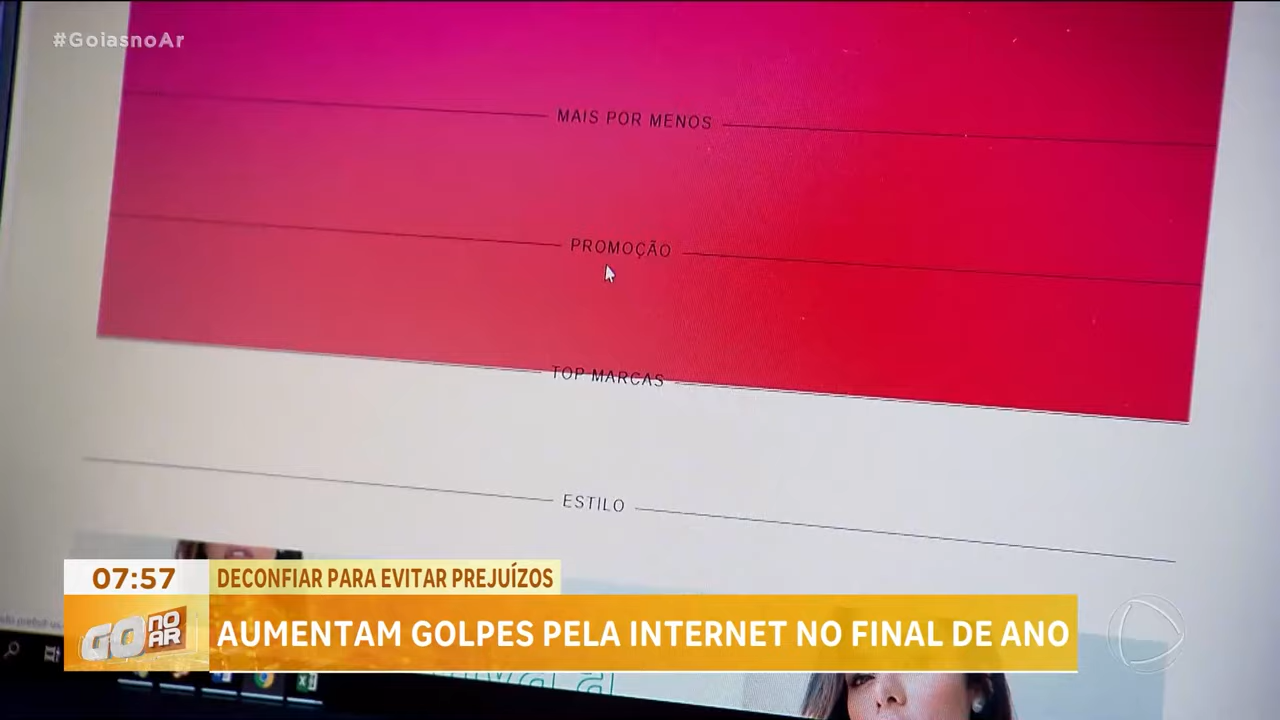 #GoiasnoAr
MAIS POR MENOS
PROMOÇÃO
TOP MARCAS
ESTILO
07:57
DECONFIAR PARA EVITAR PREJUÍZOS
GO NO AR
AUMENTAM GOLPES PELA INTERNET NO FINAL DE ANO